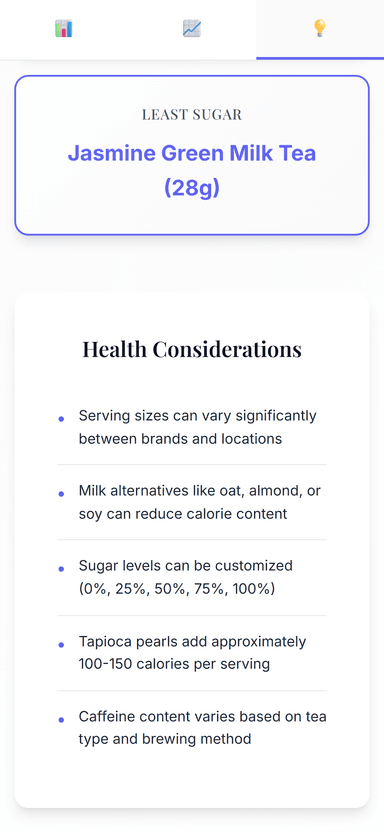 LEAST SUGAR
Jasmine Green Milk Tea
(28g)
Health Considerations
• Serving sizes can vary significantly
between brands and locations
• Milk alternatives like oat, almond, or
soy can reduce calorie content
• Sugar levels can be customized
(0%, 25%, 50%, 75%, 100%)
• Tapioca pearls add approximately
100-150 calories per serving
• Caffeine content varies based on tea
type and brewing method